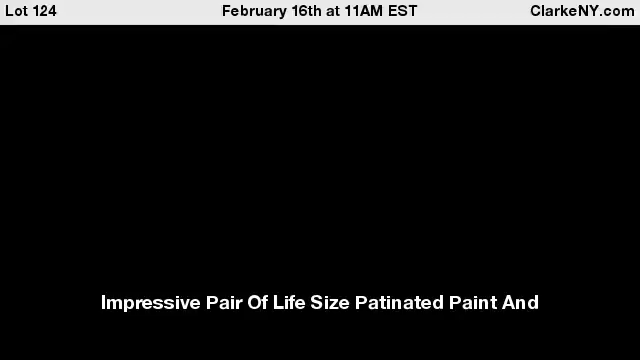 Lot 124 February 16th at 11AM EST ClarkeNY.com
Impressive Pair Of Life Size Patinated Paint And